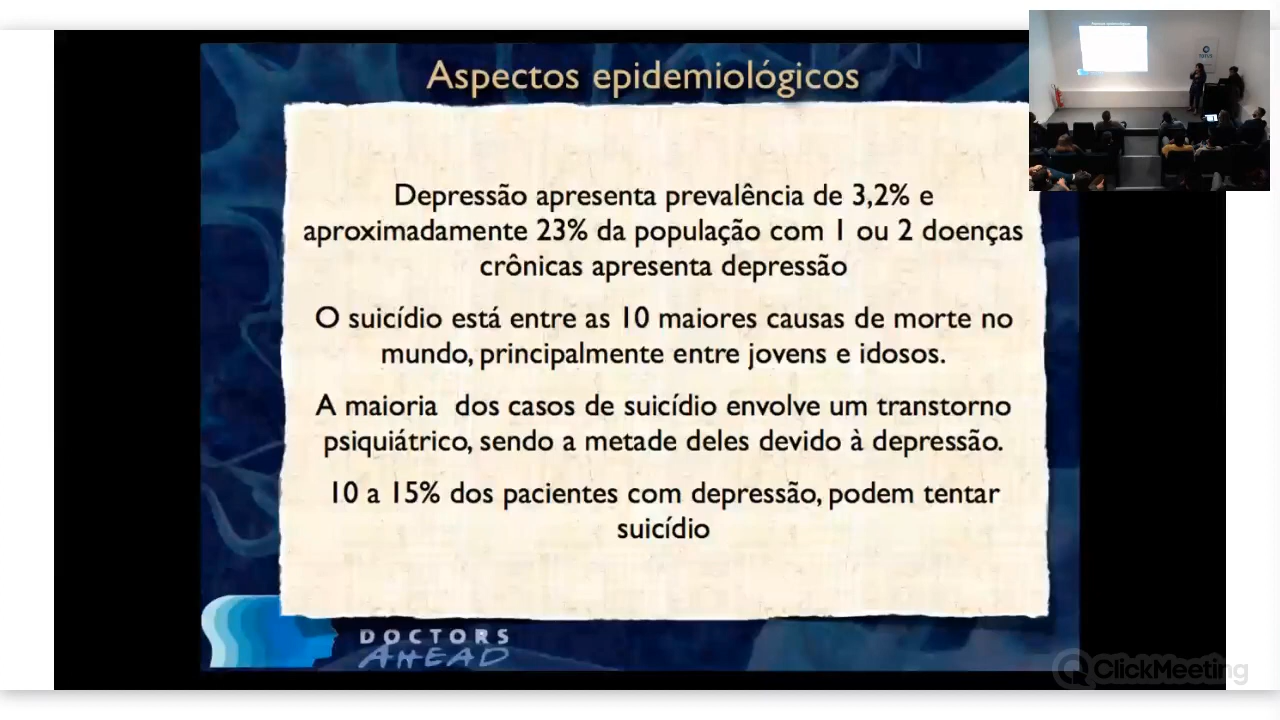 Aspectos epidemiológicos
Depressão apresenta prevalência de 3,2% e
aproximadamente 23% da população com 1 ou 2 doenças
crônicas apresenta depressão
O suicídio está entre as 10 maiores causas de morte no
mundo, principalmente entre jovens e idosos.
A maioria dos casos de suicídio envolve um transtorno
psiquiátrico, sendo a metade deles devido à depressão.
10 a 15% dos pacientes com depressão, podem tentar
suicídio
DOCTORS
AHEAD
ClickMeeting